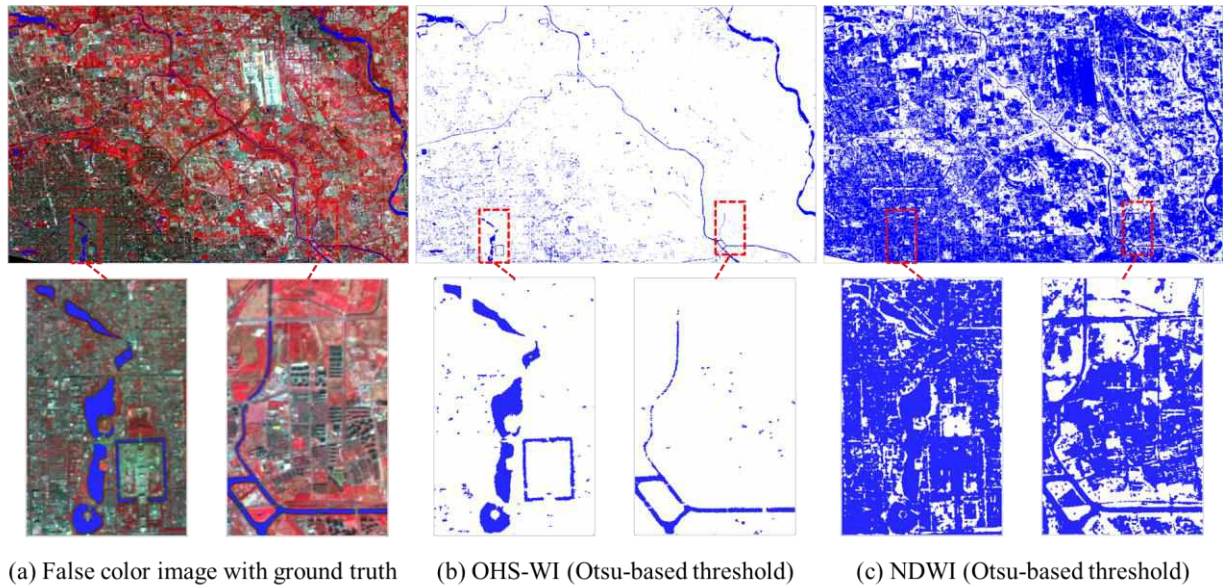 (a) False color image with ground truth
(b) OHS-WI (Otsu-based threshold)
(c) NDWI (Otsu-based threshold)